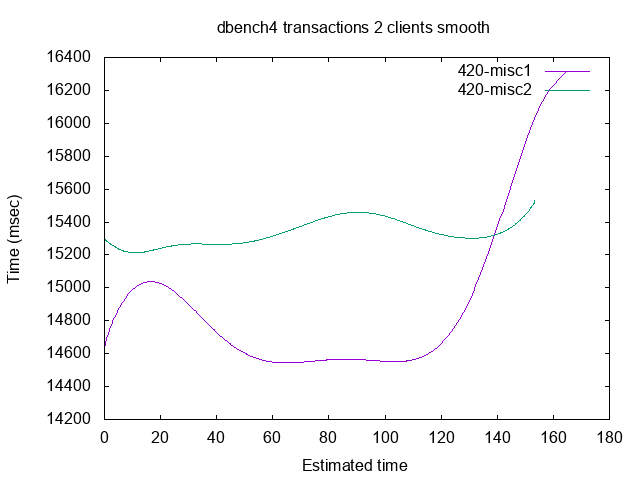 dbench4 transactions 2 clients smooth
16400
16200
16000
15800
15600
15400
15200
15000
14800
14600
14400
14200
Time (msec)
420-misc1
420-misc2
0 20 40 60 80 100 120 140 160 180
Estimated time